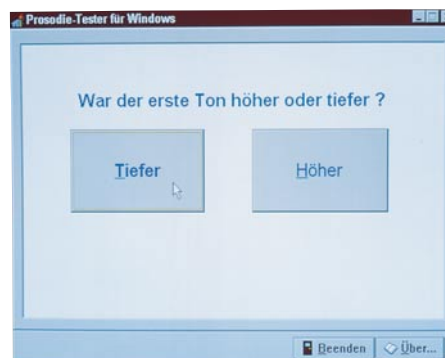 Prosodie-Tester für Windows
War der erste Ton höher oder tiefer ?
Tiefer
Höher
Beenden
Über...